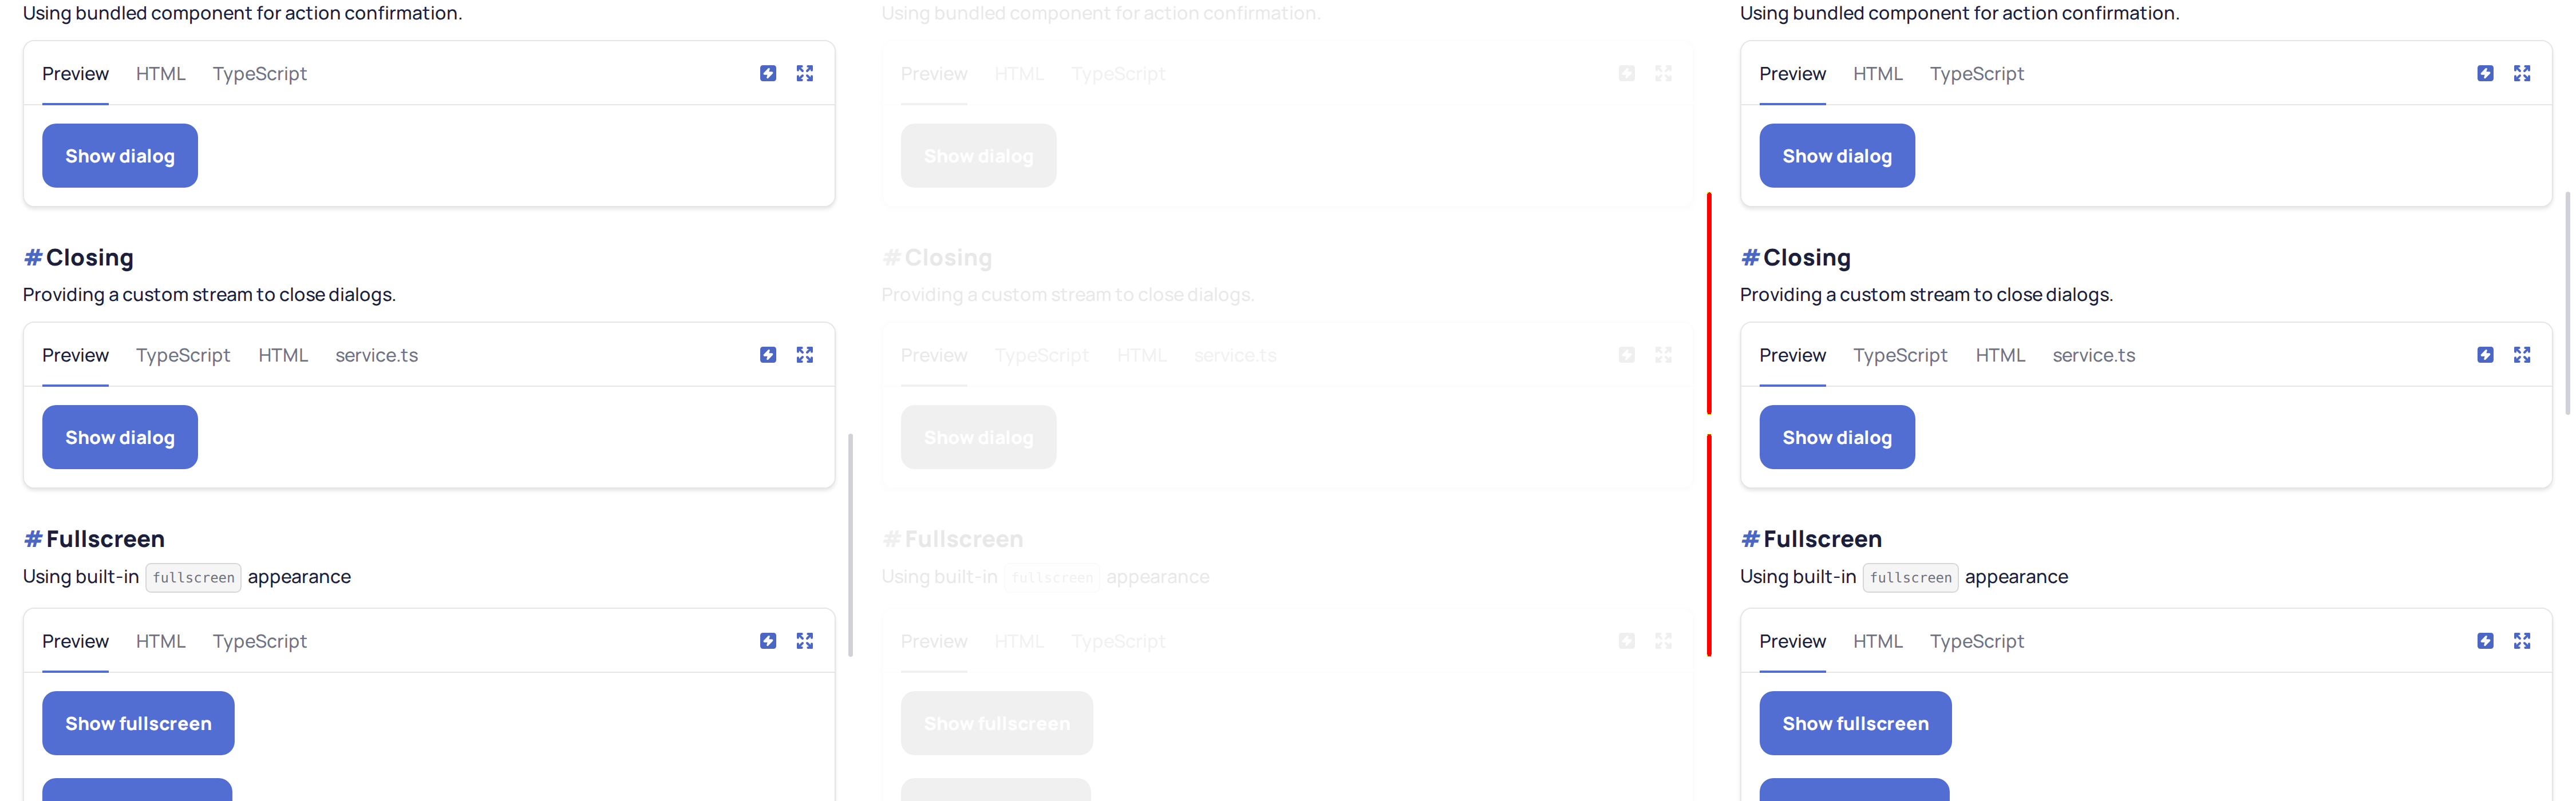 Using bundled component for action confirmation.
Preview HTML TypeScript
Show dialog
#Closing
Providing a custom stream to close dialogs.
Preview TypeScript HTML service.ts
Show dialog
#Fullscreen
Using built-in fullscreen appearance
Preview HTML TypeScript
Show fullscreen
Using bundled component for action confirmation.
Preview HTML TypeScript
Show dialog
#Closing
Providing a custom stream to close dialogs.
Preview TypeScript HTML service.ts
Show dialog
#Fullscreen
Using built-in fullscreen appearance
Preview HTML TypeScript
Show fullscreen
Using bundled component for action confirmation.
Preview HTML TypeScript
Show dialog
#Closing
Providing a custom stream to close dialogs.
Preview TypeScript HTML service.ts
Show dialog
#Fullscreen
Using built-in fullscreen appearance
Preview HTML TypeScript
Show fullscreen